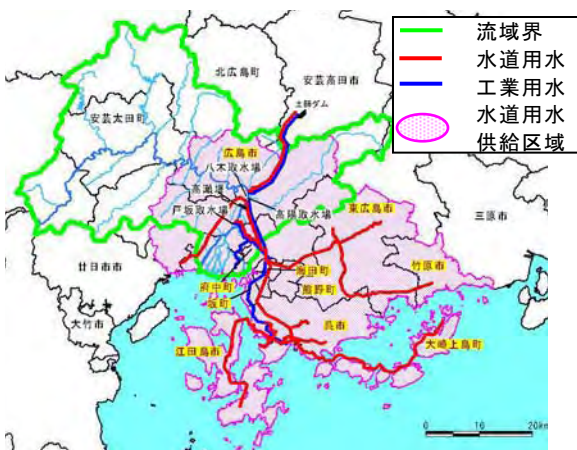 流域界
水道用水
工業用水
水道用水
供給区域
北広島町
安芸高田市
土師ダム
安芸太田町
広島市
八木取水場
高瀬堰
戸坂取水場
高陽取水場
東広島市
三原市
廿日市市
海田町
竹原市
熊野町
府中町
坂町
大竹市
呉市
江田島市
大崎上島町
0 10 20km